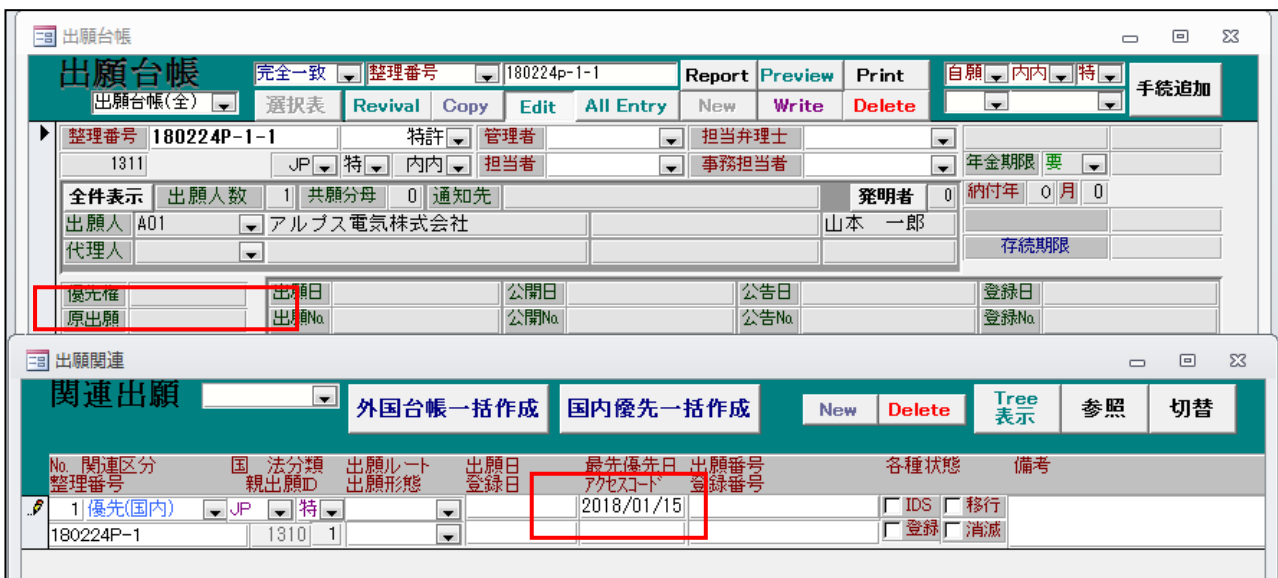 出願台帳
出願台帳 完全一致 整理番号 180224p-1-1 Report Preview Print 自願 内内 特 手続追加
出願台帳(全) 選択表 Revival Copy Edit All Entry New Write Delete
整理番号 180224P-1-1 特許 管理者 担当弁理士
1311 JP 特 内内 担当者 事務担当者 年金期限 要
全件表示 出願人数 1 共願分母 0 通知先 発明者 0 納付年 0 月 0
出願人 A01 アルプス電気株式会社 山本 一郎
代理人 存続期限
優先権 出願日 公開日 公告日 登録日
原出願 出願No. 公開No. 公告No. 登録No.
出願関連
関連出願 外国台帳一括作成 国内優先一括作成 New Delete Tree表示 参照 切替
No. 関連区分 国 法分類 出願ルート 出願日 最先優先日 出願番号 各種状態 備考
整理番号 親出願ID 出願形態 登録日 アクセスコード 登録番号
1 優先(国内) JP 特 2018/01/15 IDS 移行
180224P-1 1310 1 登録 消滅